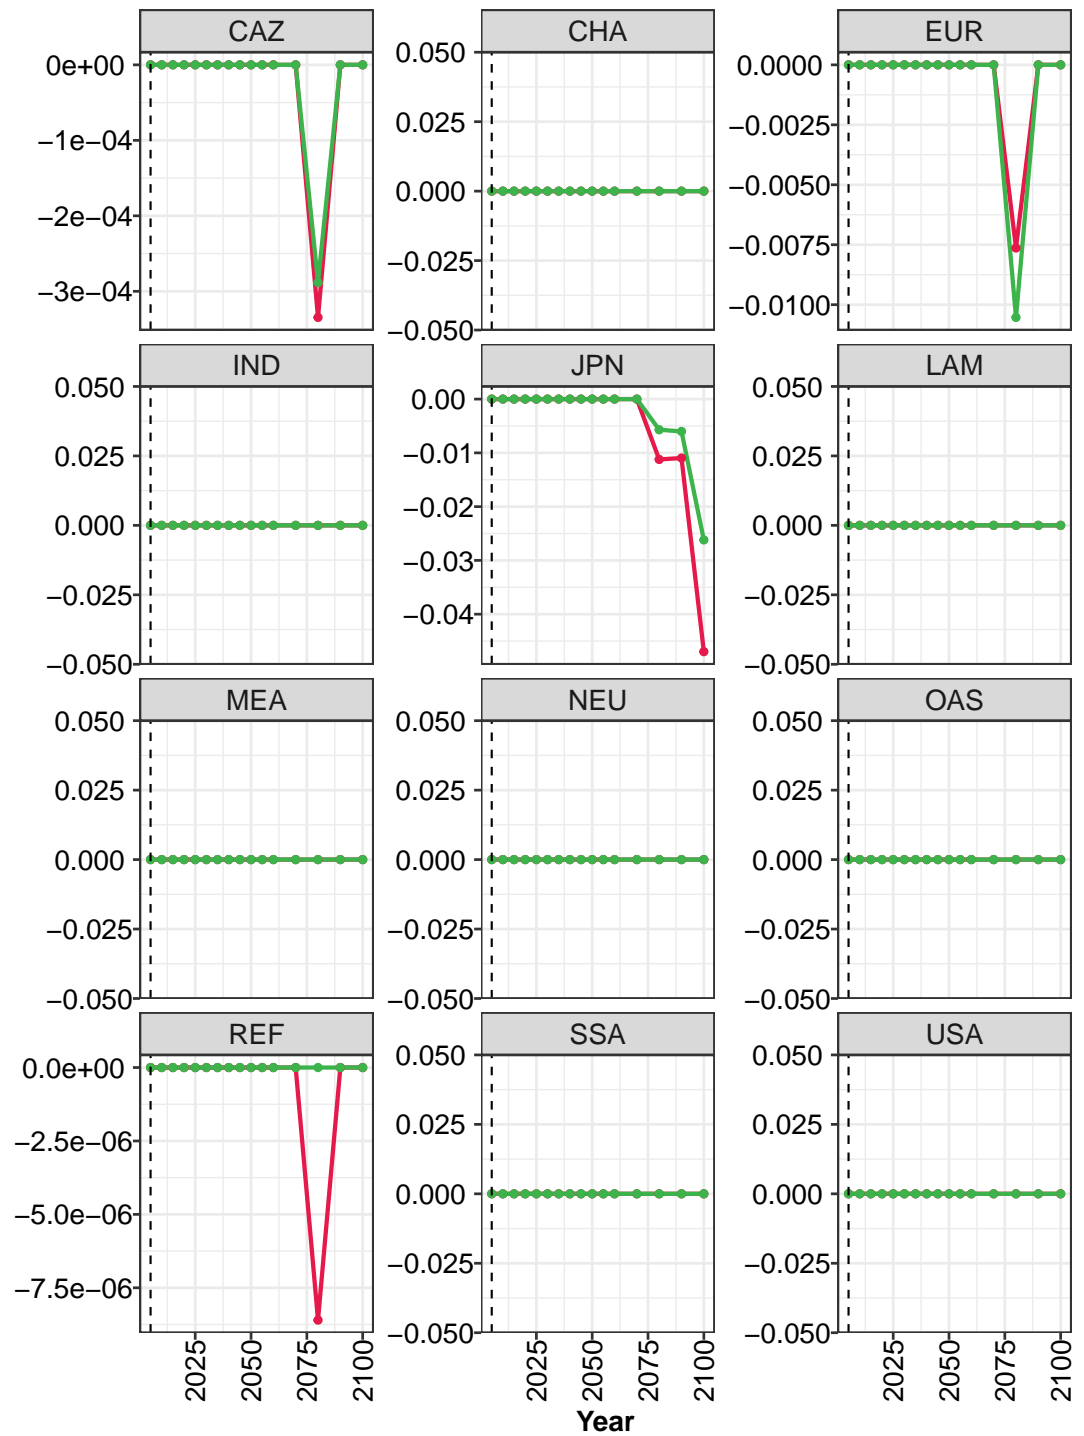 CAZ
CHA
EUR
0e+00
−1e−04
−2e−04
−3e−04
0.050
0.025
0.000
−0.025
−0.050
0.0000
−0.0025
−0.0050
−0.0075
−0.0100
IND
JPN
LAM
0.050
0.025
0.000
−0.025
−0.050
0.00
−0.01
−0.02
−0.03
−0.04
0.050
0.025
0.000
−0.025
−0.050
MEA
NEU
OAS
0.050
0.025
0.000
−0.025
−0.050
0.050
0.025
0.000
−0.025
−0.050
0.050
0.025
0.000
−0.025
−0.050
REF
SSA
USA
0.0e+00
−2.5e−06
−5.0e−06
−7.5e−06
0.050
0.025
0.000
−0.025
−0.050
0.050
0.025
0.000
−0.025
−0.050
2025
2050
2075
2100
2025
2050
2075
2100
2025
2050
2075
2100
Year